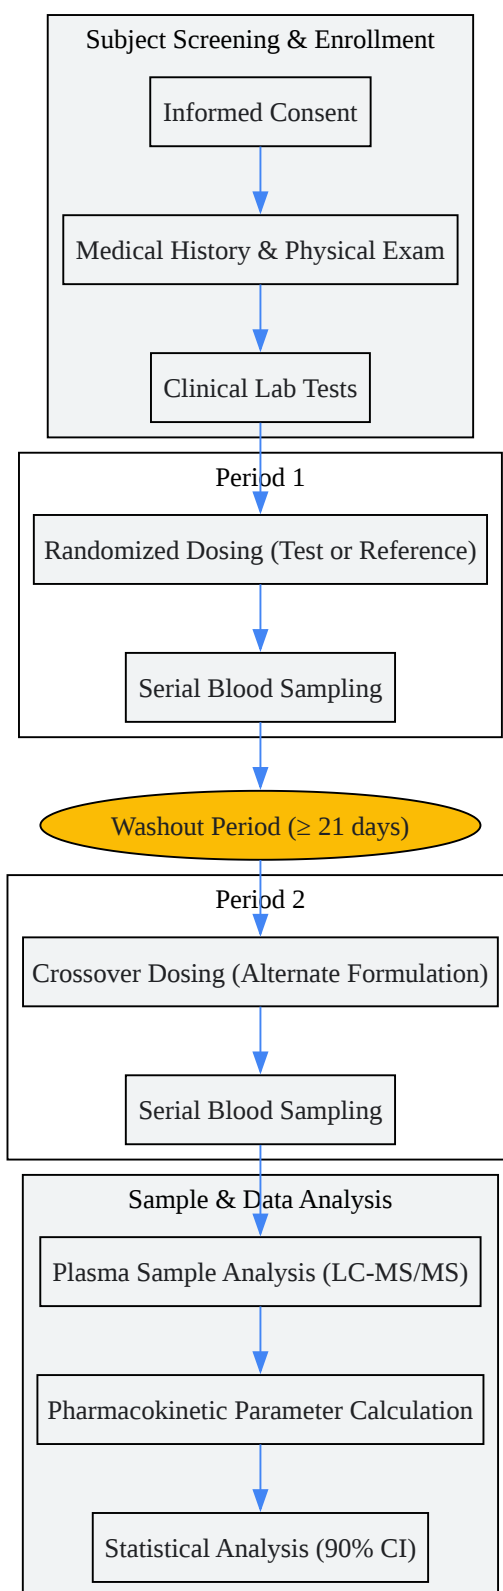 Subject Screening & Enrollment
Informed Consent
Medical History & Physical Exam
Clinical Lab Tests
Period 1
Randomized Dosing (Test or Reference)
Serial Blood Sampling
Washout Period (≥ 21 days)
Period 2
Crossover Dosing (Alternate Formulation)
Serial Blood Sampling
Sample & Data Analysis
Plasma Sample Analysis (LC-MS/MS)
Pharmacokinetic Parameter Calculation
Statistical Analysis (90% CI)